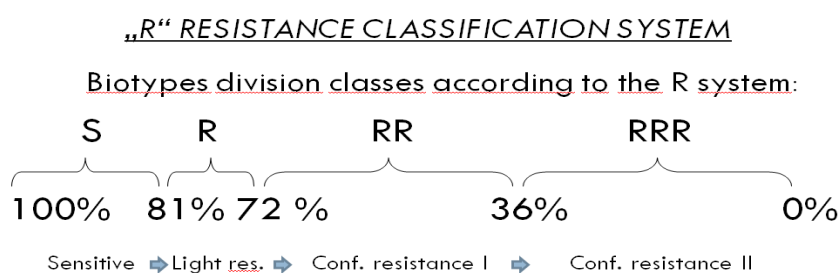 „R“ RESISTANCE CLASSIFICATION SYSTEM
Biotypes division classes according to the R system:
S R RR RRR
100% 81% 72 % 36% 0%
Sensitive Light res. Conf. resistance I Conf. resistance II